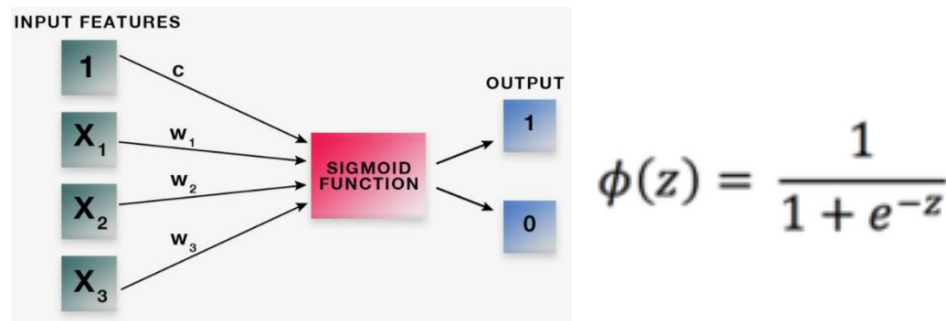 INPUT FEATURES
1
c
X₁
w₁
X₂
w₂
X₃
w₃
SIGMOID
FUNCTION
OUTPUT
1
0
ϕ(z) = 1 / (1 + e⁻ᶻ)